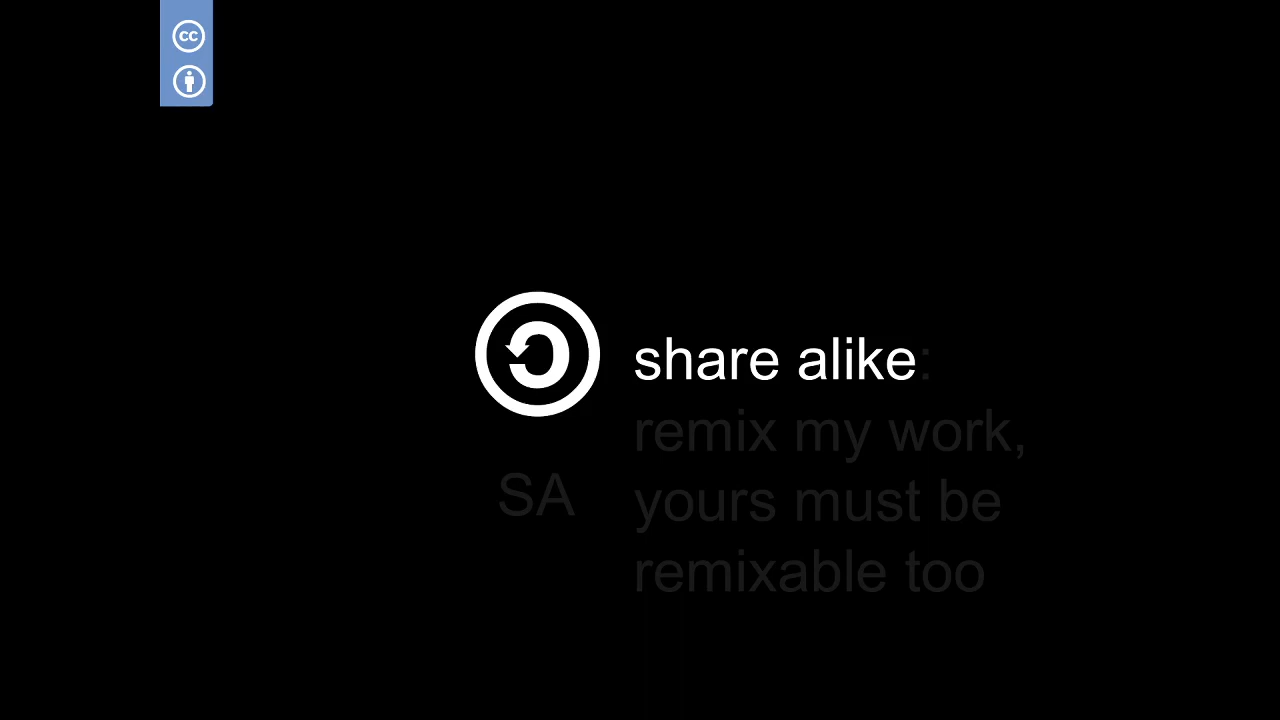 cc
share alike:
remix my work,
SA
yours must be
remixable too